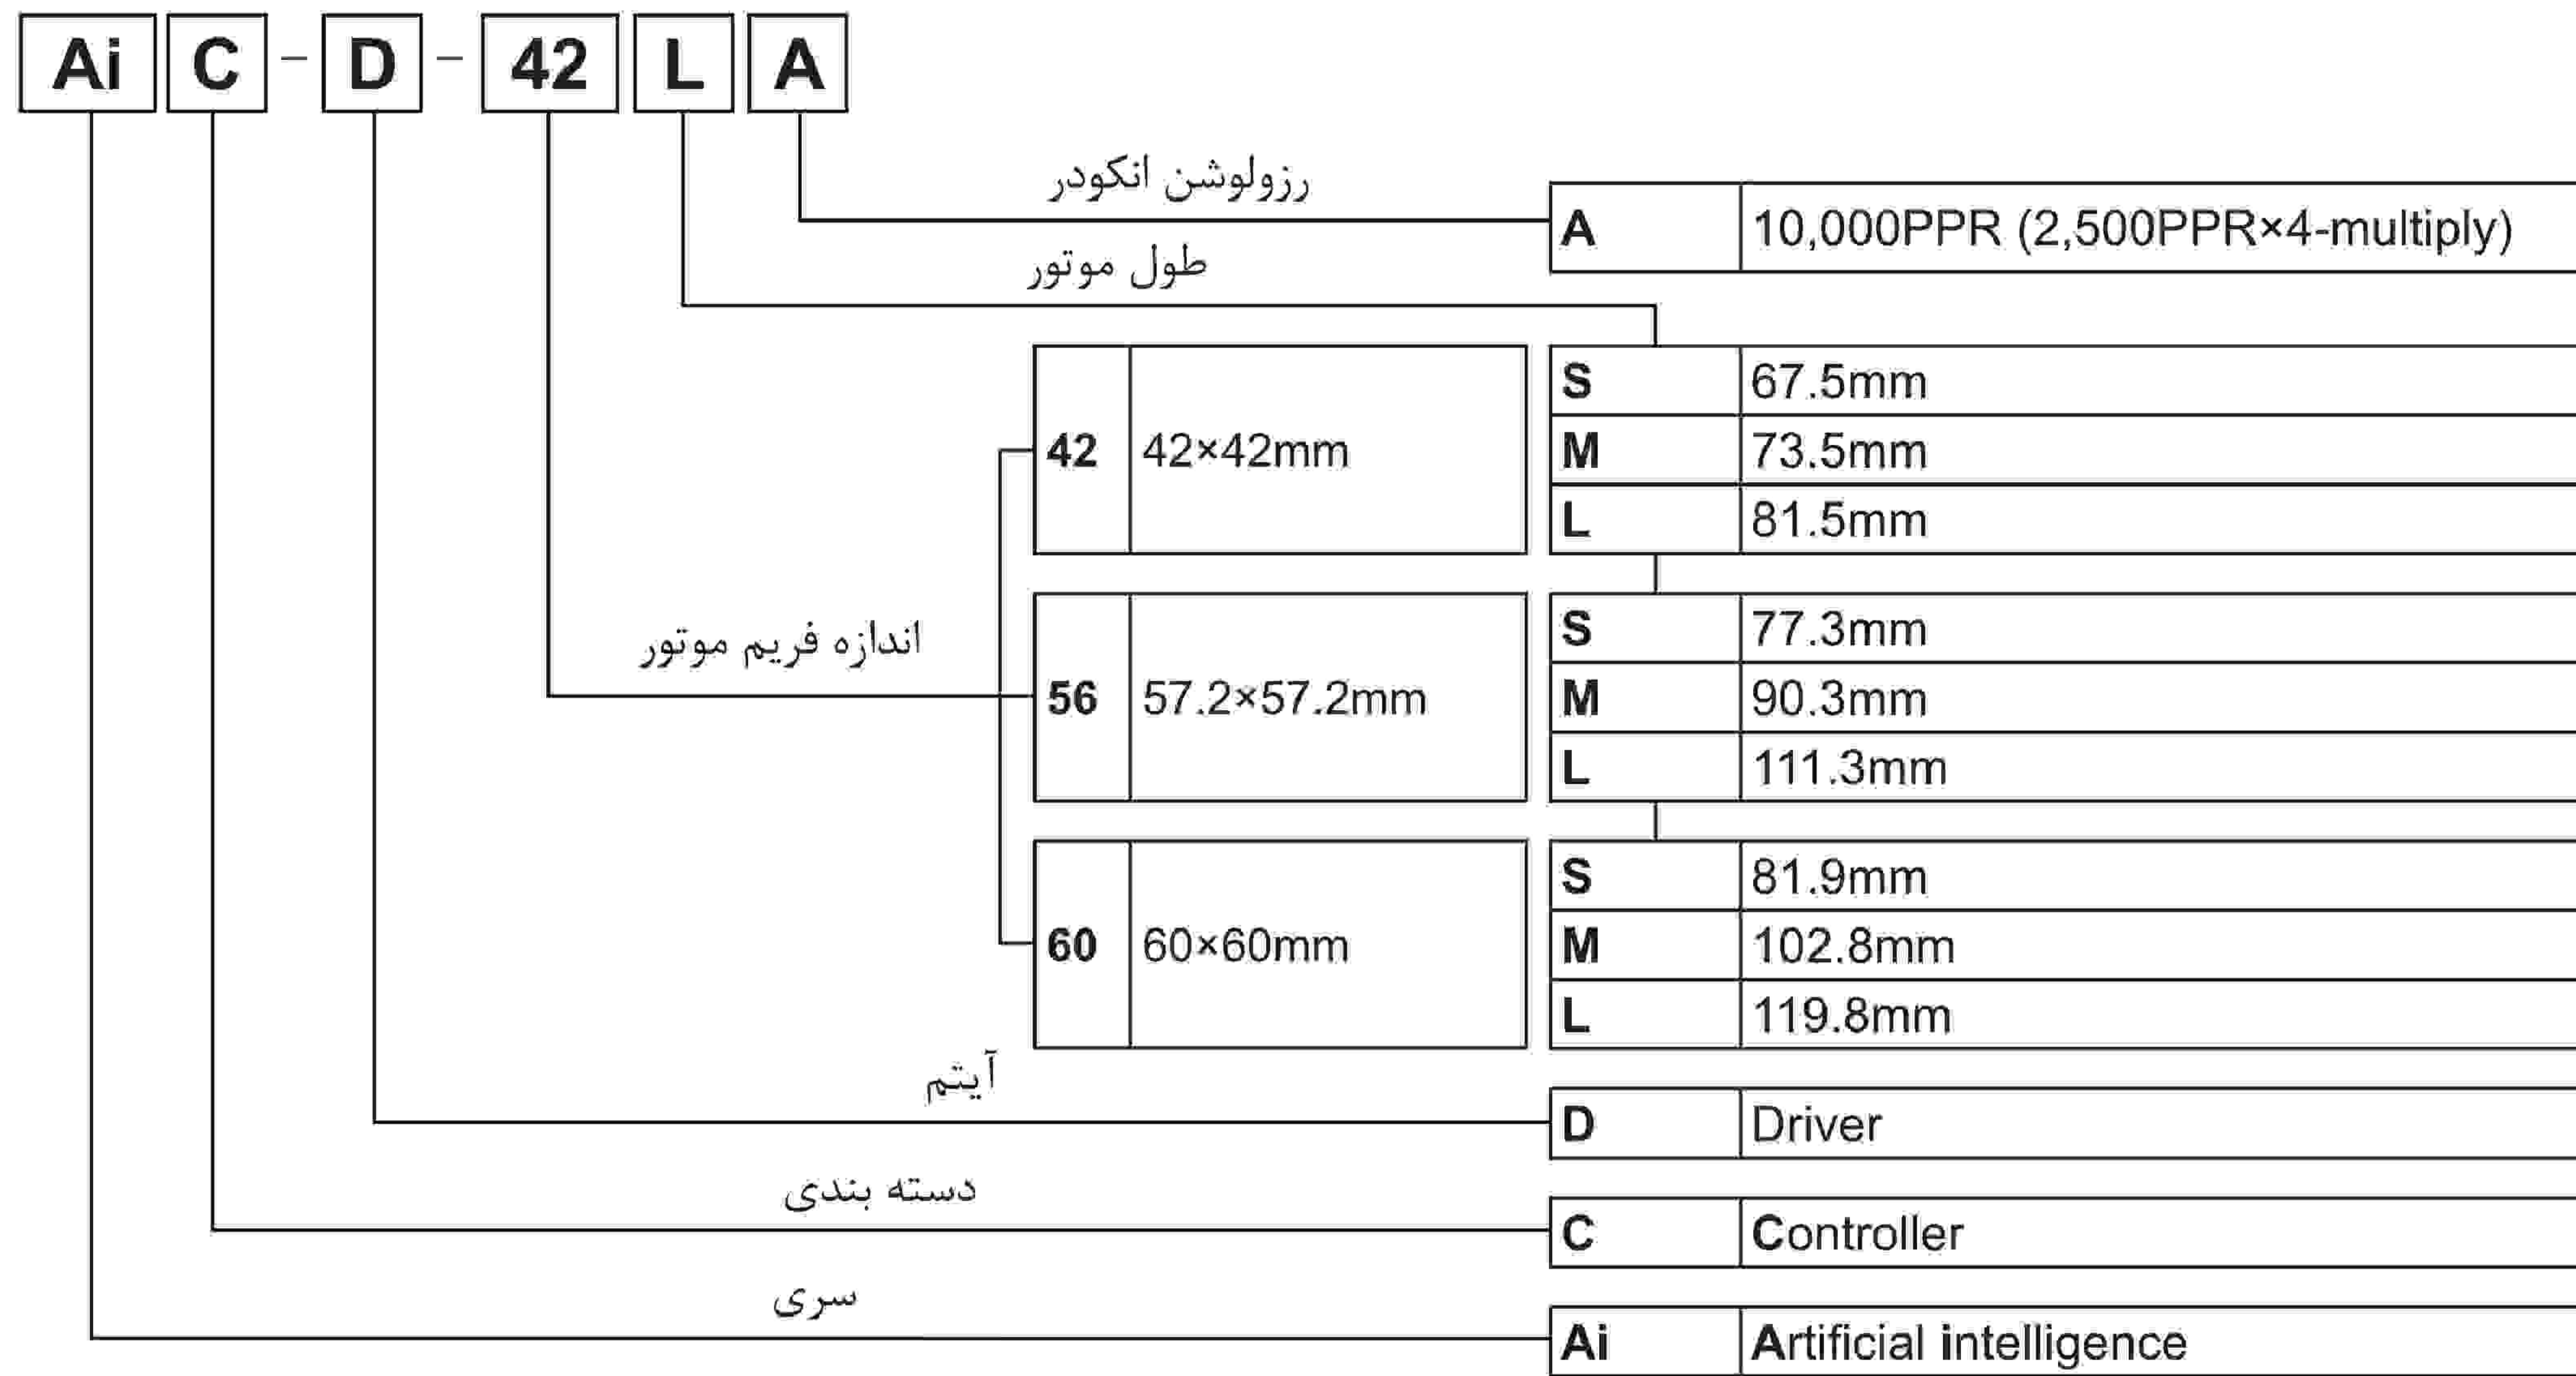 Ai C - D - 42 L A
رزولوشن انکودر
A 10,000PPR (2,500PPR×4-multiply)
طول موتور
42 42×42mm
S 67.5mm
M 73.5mm
L 81.5mm
اندازه فریم موتور
56 57.2×57.2mm
S 77.3mm
M 90.3mm
L 111.3mm
60 60×60mm
S 81.9mm
M 102.8mm
L 119.8mm
آیتم
D Driver
دسته بندی
C Controller
سری
Ai Artificial intelligence